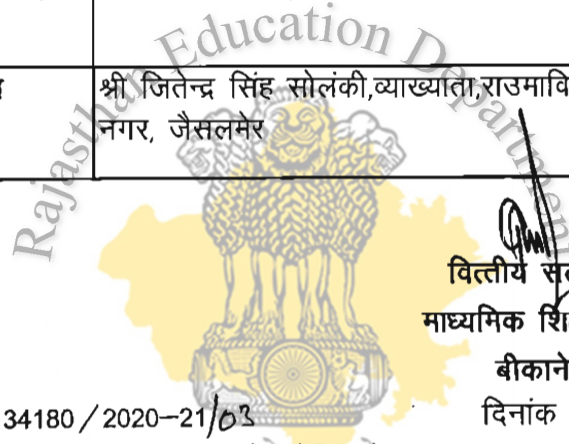 Rajasthan Education Department
श्री जितेन्द्र सिंह सोलंकी,व्याख्याता,राउमावि
नगर, जैसलमेर
वित्तीय
माध्यमिक
बीकाने
34180 / 2020–21/03
दिनांक